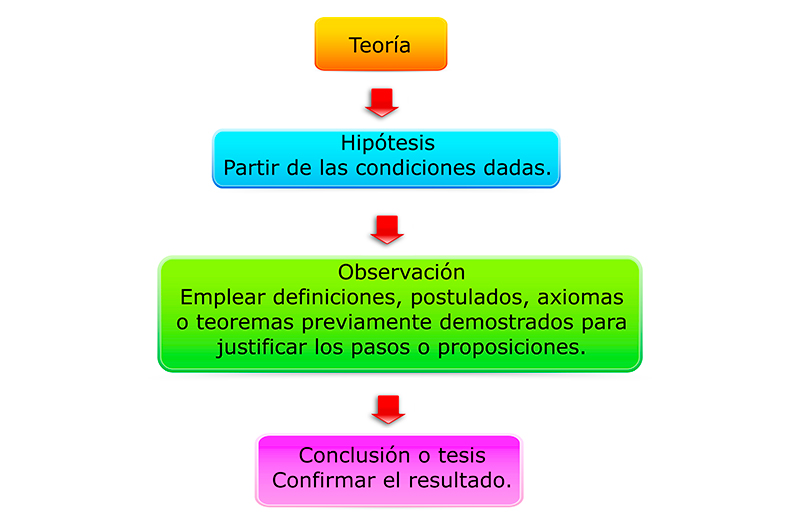 Teoría
Hipótesis
Partir de las condiciones dadas.
Observación
Emplear definiciones, postulados, axiomas
o teoremas previamente demostrados para
justificar los pasos o proposiciones.
Conclusión o tesis
Confirmar el resultado.